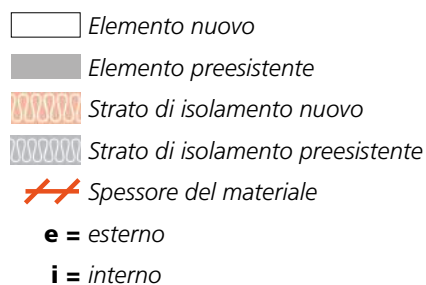 Elemento nuovo
Elemento preesistente
Strato di isolamento nuovo
Strato di isolamento preesistente
Spessore del materiale
e = esterno
i = interno